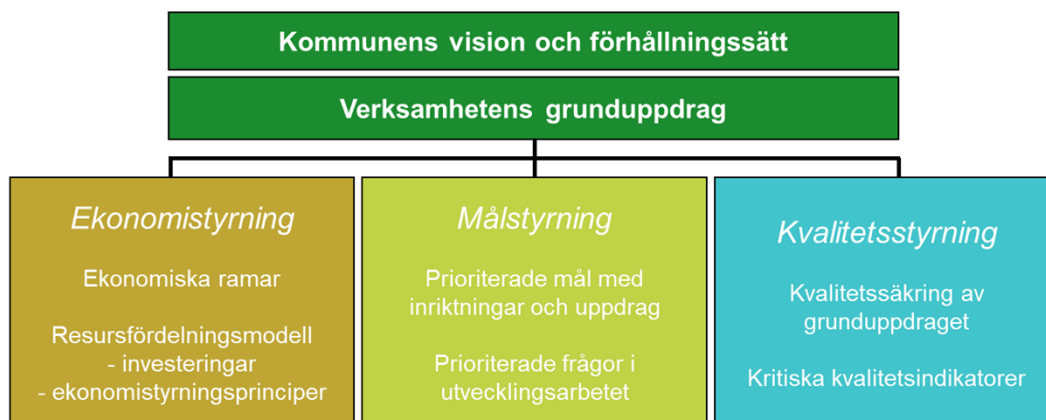 Kommunens vision och förhållningssätt
Verksamhetens grunduppdrag
Ekonomistyrning
Ekonomiska ramar
Resursfördelningsmodell
- investeringar
- ekonomistyrningsprinciper
Målstyrning
Prioriterade mål med
inriktningar och uppdrag
Prioriterade frågor i
utvecklingsarbetet
Kvalitetsstyrning
Kvalitetssäkring av
grunduppdraget
Kritiska kvalitetsindikatorer